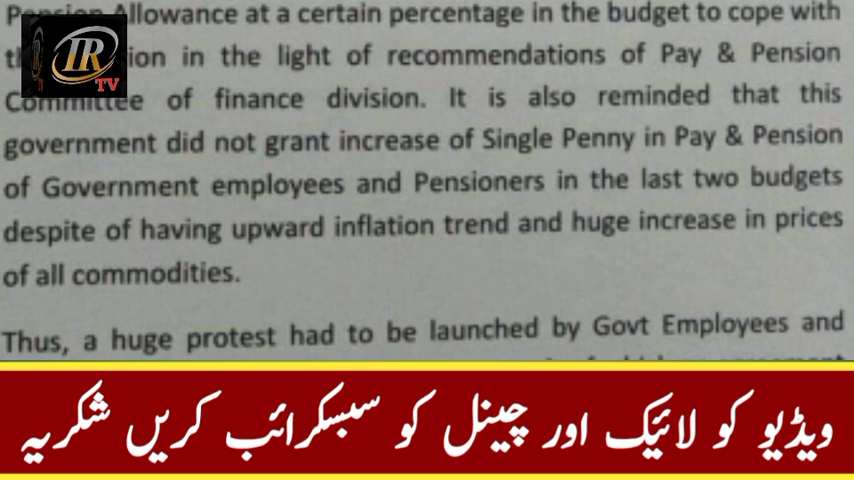 Pension Allowance at a certain percentage in the budget to cope with
in the light of recommendations of Pay & Pension
Committee of finance division. It is also reminded that this
government did not grant increase of Single Penny in Pay & Pension
of Government employees and Pensioners in the last two budgets
despite of having upward inflation trend and huge increase in prices
of all commodities.
Thus, a huge protest had to be launched by Govt Employees and
IR
TV
ویڈیو کو لائیک اور چینل کو سبسکرائب کریں شکریہ